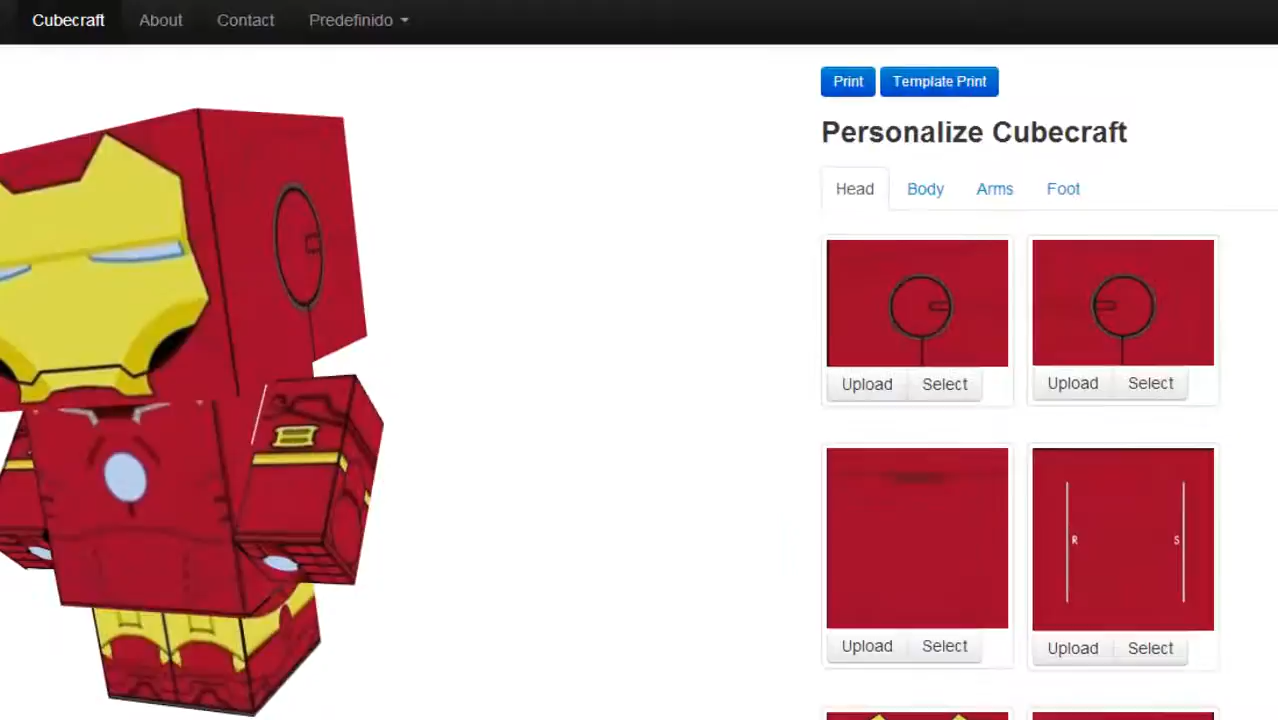 Cubecraft About Contact Predefinido
Print Template Print
Personalize Cubecraft
Head Body Arms Foot
Upload Select Upload Select
R S
Upload Select Upload Select